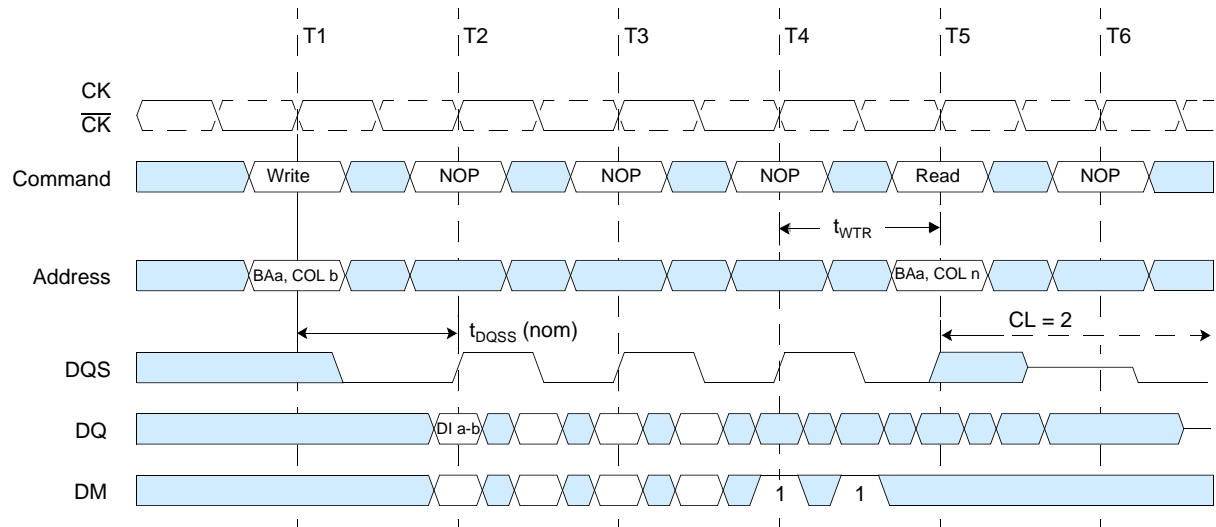 T1 T2 T3 T4 T5 T6
CK
CK
Command Write NOP NOP NOP Read NOP
tWTR
Address BAa, COL b BAa, COL n
tDQSS (nom) CL = 2
DQS
DQ DI a-b
DM 1 1